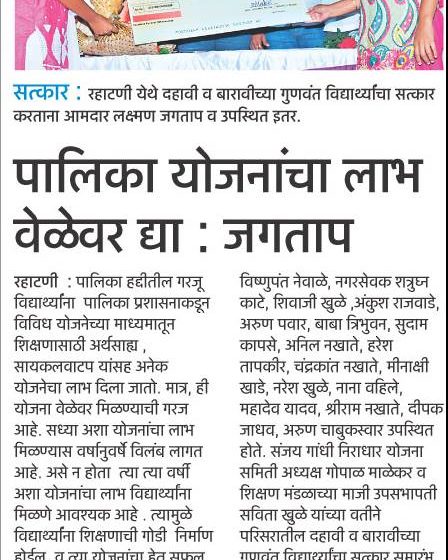 सत्कार : रहाटणी येथे दहावी व बारावीच्या गुणवंत विद्यार्थ्यांचा सत्कार
करताना आमदार लक्ष्मण जगताप व उपस्थित इतर.
पालिका योजनांचा लाभ
वेळेवर द्या : जगताप
रहाटणी : पालिका हद्दीतील गरजू
विद्यार्थ्यांना पालिका प्रशासनाकडून
विविध योजनेच्या माध्यमातून
शिक्षणासाठी अर्थसाह्य ,
सायकलवाटप यांसह अनेक
योजनेचा लाभ दिला जातो. मात्र, ही
योजना वेळेवर मिळण्याची गरज
आहे. सध्या अशा योजनांचा लाभ
मिळण्यास वर्षानुवर्षे विलंब लागत
आहे. असे न होता त्या त्या वर्षी
अशा योजनांचा लाभ विद्यार्थ्यांना
मिळणे आवश्यक आहे . त्यामुळे
विद्यार्थ्यांना शिक्षणाची गोडी निर्माण
होईल व त्या योजनांचा हेतू सफल
विष्णुपंत नेवाळे, नगरसेवक शत्रुघ्न
काटे, शिवाजी खुळे ,अंकुश राजवाडे,
अरुण पवार, बाबा त्रिभुवन, सुदाम
कापसे, अनिल नखाते, हरेश
तापकीर, चंद्रकांत नखाते, मीनाक्षी
खाडे, नरेश खुळे, नाना वहिले,
महादेव यादव, श्रीराम नखाते, दीपक
जाधव, अरुण चाबुकस्वार उपस्थित
होते. संजय गांधी निराधार योजना
समिती अध्यक्ष गोपाळ माळेकर व
शिक्षण मंडळाच्या माजी उपसभापती
सविता खुळे यांच्या वतीने
परिसरातील दहावी व बारावीच्या
गुणवंत विद्यार्थ्यांचा सत्कार समारंभ